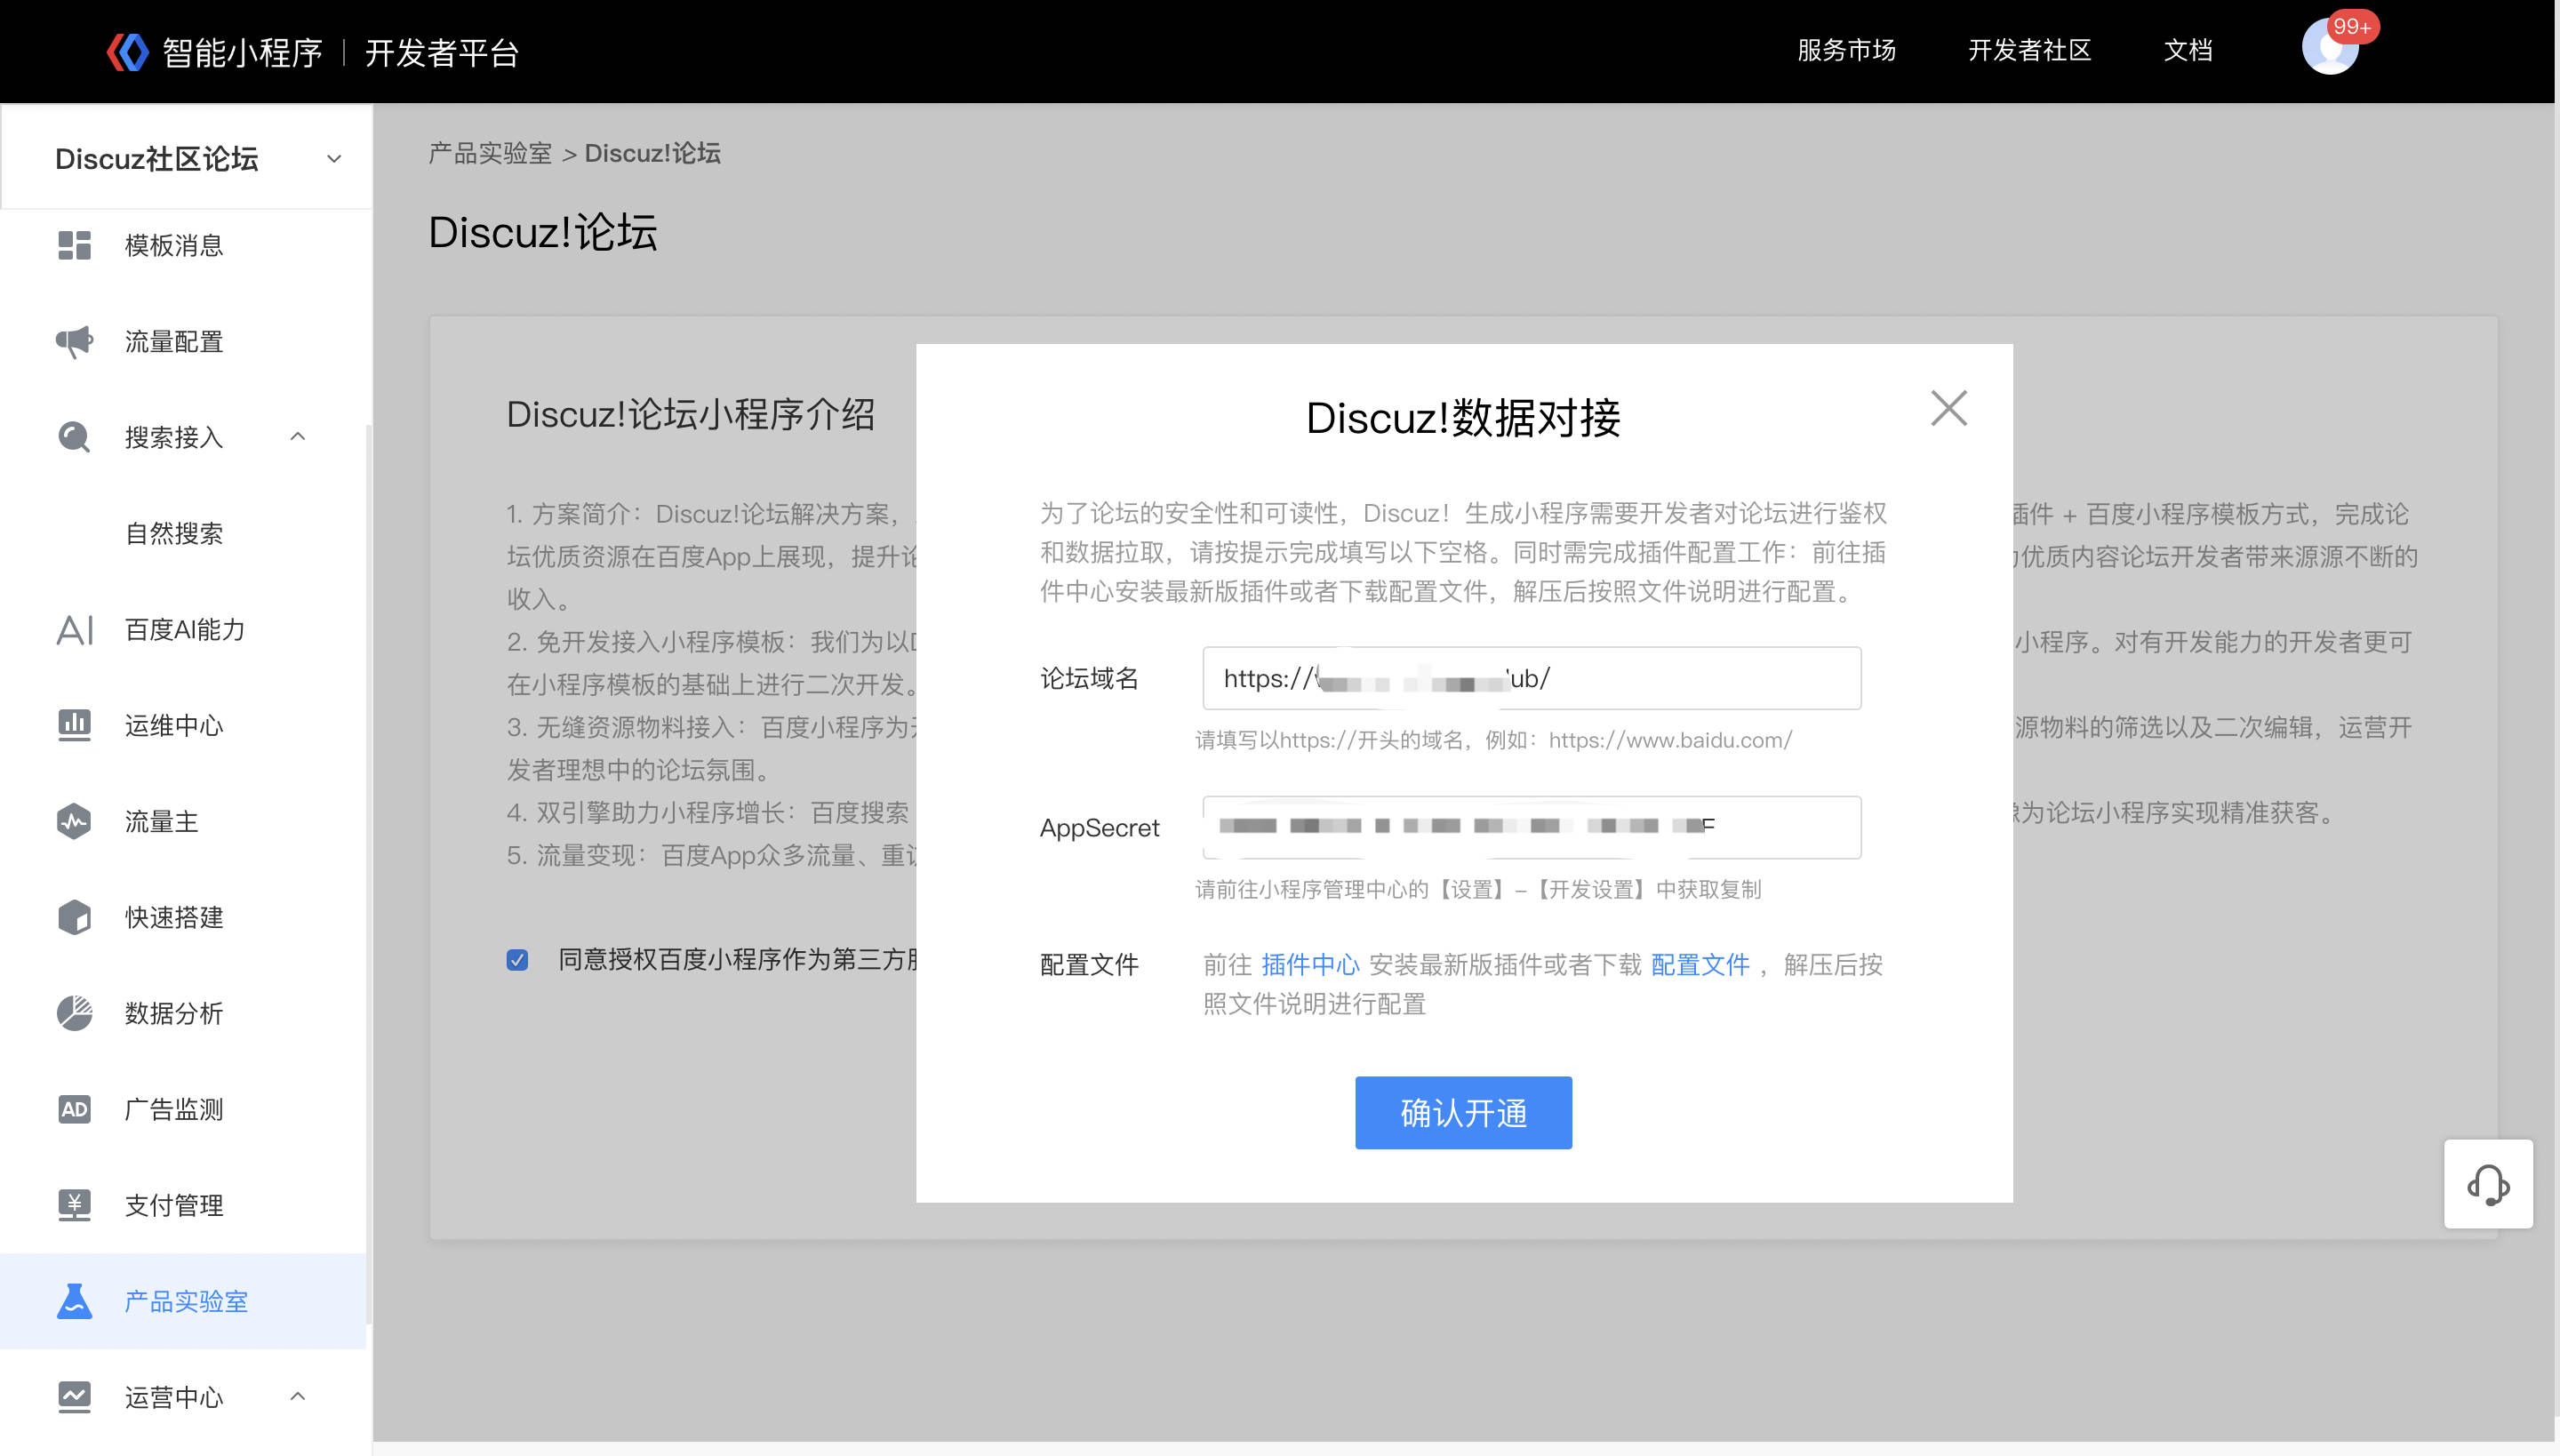 智能小程序 | 开发者平台
服务市场
开发者社区
文档
99+
Discuz社区论坛
模板消息
流量配置
搜索接入
自然搜索
AI 百度AI能力
运维中心
流量主
快速搭建
数据分析
AD 广告监测
支付管理
产品实验室
运营中心
产品实验室 > Discuz!论坛
Discuz!论坛
Discuz!论坛小程序介绍
1. 方案简介：Discuz!论坛解决方案，
插件 + 百度小程序模板方式，完成论
坛优质资源在百度App上展现，提升论
优质内容论坛开发者带来源源不断的
收入。
2. 免开发接入小程序模板：我们为以D
小程序。对有开发能力的开发者更可
在小程序模板的基础上进行二次开发。
3. 无缝资源物料接入：百度小程序为开
源物料的筛选以及二次编辑，运营开
发者理想中的论坛氛围。
4. 双引擎助力小程序增长：百度搜索
为论坛小程序实现精准获客。
5. 流量变现：百度App众多流量、重访
同意授权百度小程序作为第三方服
Discuz!数据对接
为了论坛的安全性和可读性，Discuz！生成小程序需要开发者对论坛进行鉴权
和数据拉取，请按提示完成填写以下空格。同时需完成插件配置工作：前往插
件中心安装最新版插件或者下载配置文件，解压后按照文件说明进行配置。
论坛域名
https://
ub/
请填写以https://开头的域名，例如：https://www.baidu.com/
AppSecret
请前往小程序管理中心的【设置】-【开发设置】中获取复制
配置文件
前往 插件中心 安装最新版插件或者下载 配置文件 ，解压后按
照文件说明进行配置
确认开通